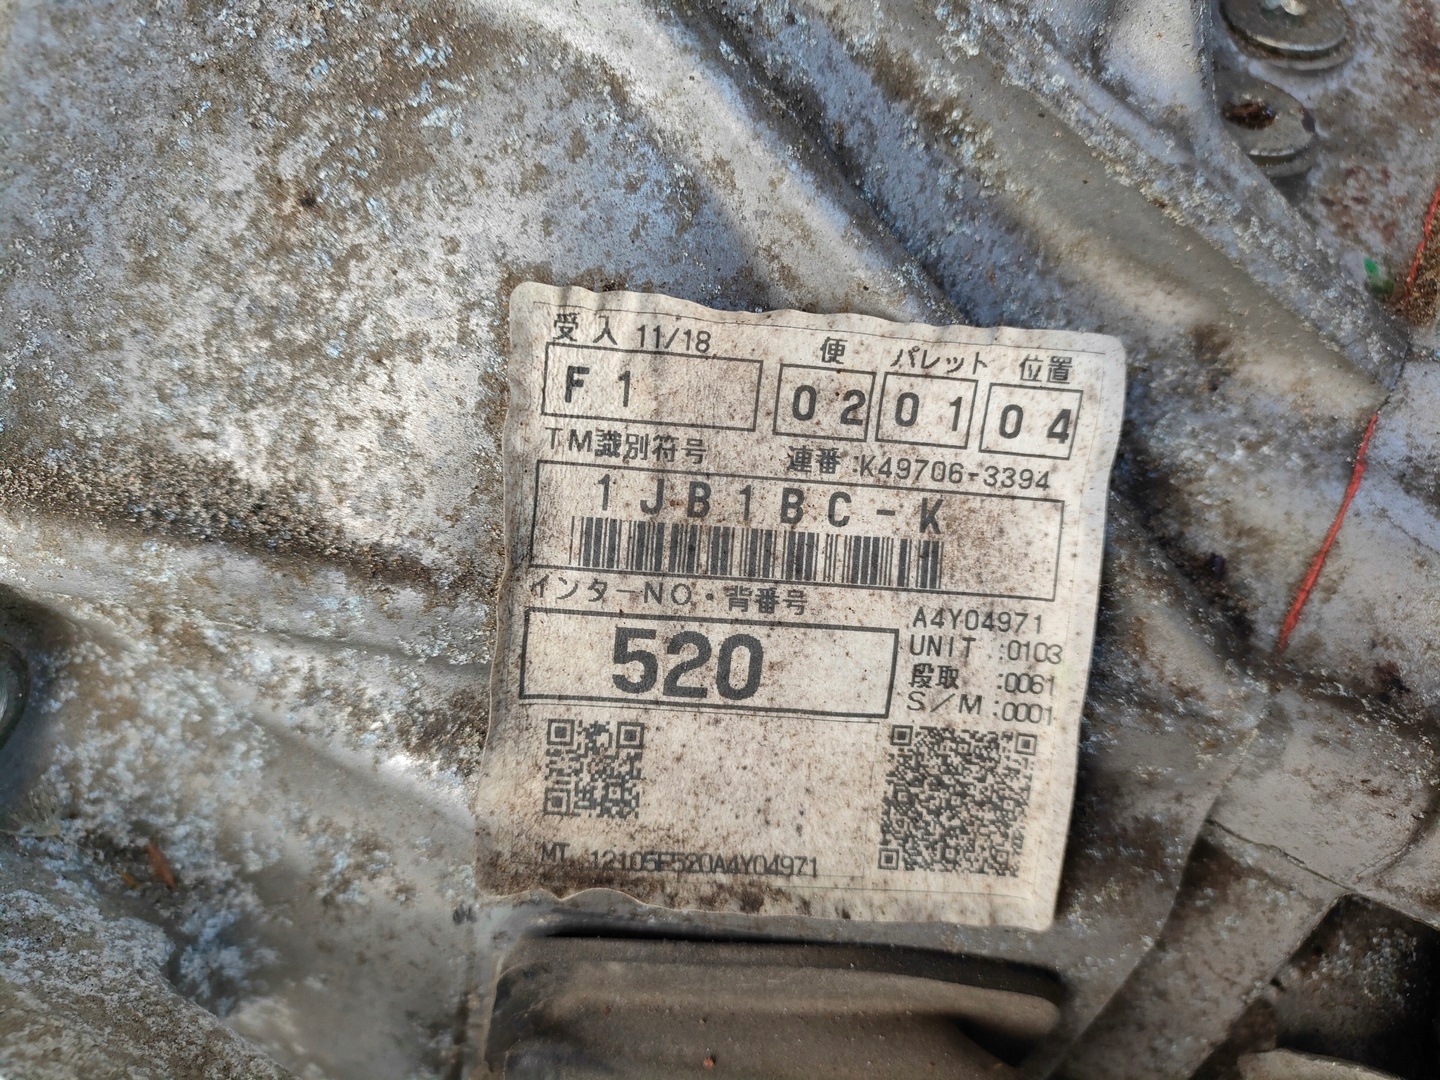 受入 11/18 便 パレット 位置
F 1 02 01 04
TM識別符号 連番:K49706-3394
1JB1BC-K
インターNO.・背番号
520
A4Y04971
UNIT :0103
段取 :0061
S/M :0001
MT 12105F520A4Y04971